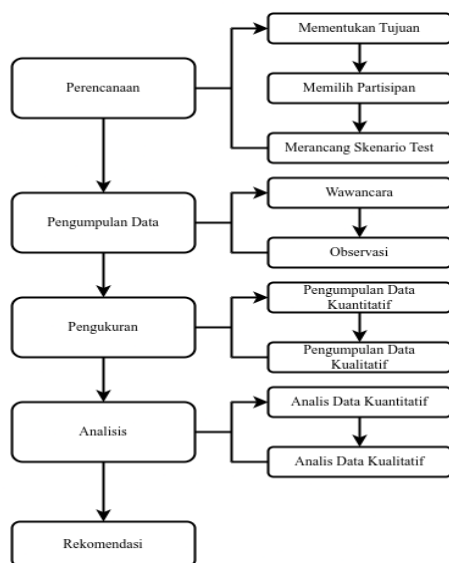 Mementukan Tujuan
Perencanaan
Memilih Partisipan
Merancang Skenario Test
Wawancara
Pengumpulan Data
Observasi
Pengumpulan Data
Kuantitatif
Pengukuran
Pengumpulan Data
Kualitatif
Analis Data Kuantitatif
Analisis
Analis Data Kualitatif
Rekomendasi